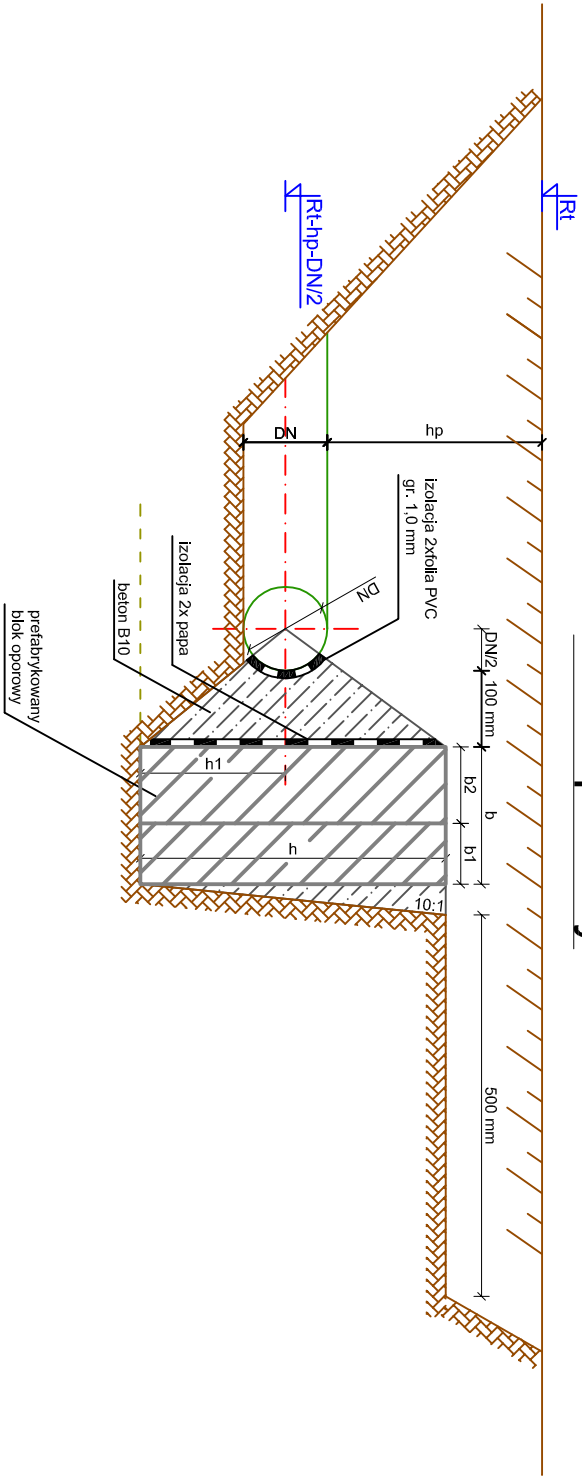 Rt
Rt-hp-DN/2
DN
hp
izolacja 2xfolia PVC
gr. 1,0 mm
DN
DN/2
100 mm
izolacja 2x papa
beton B10
prefabrykowany
blok oporowy
h1
h
b2
b1
b
10:1
500 mm